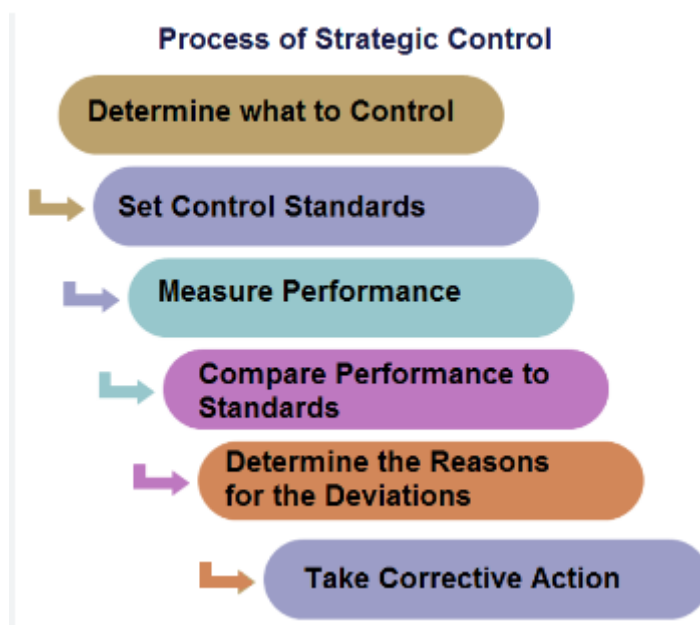 Process of Strategic Control
Determine what to Control
Set Control Standards
Measure Performance
Compare Performance to
Standards
Determine the Reasons
for the Deviations
Take Corrective Action